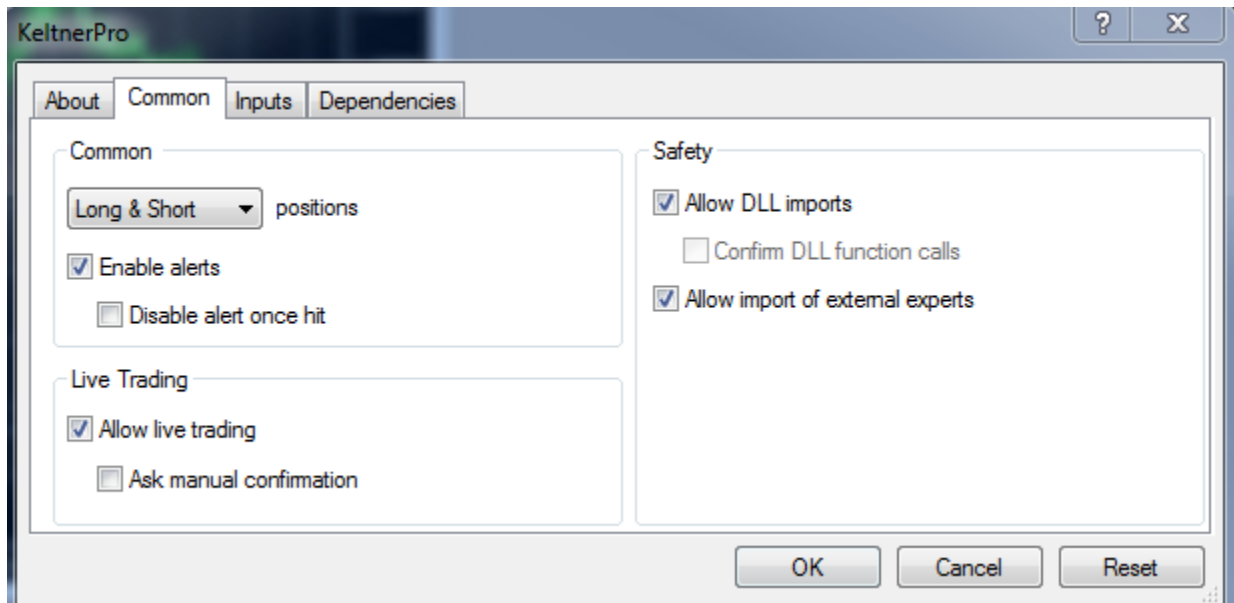 KeltnerPro
?
About Common Inputs Dependencies
Common
Long & Short positions
Enable alerts
Disable alert once hit
Live Trading
Allow live trading
Ask manual confirmation
Safety
Allow DLL imports
Confirm DLL function calls
Allow import of external experts
OK Cancel Reset